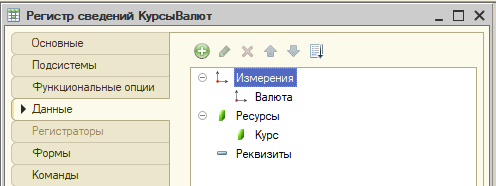 Регистр сведений КурсыВалют
Основные
Подсистемы
Функциональные опции
Данные
Регистраторы
Формы
Команды
Измерения
Валюта
Ресурсы
Курс
Реквизиты